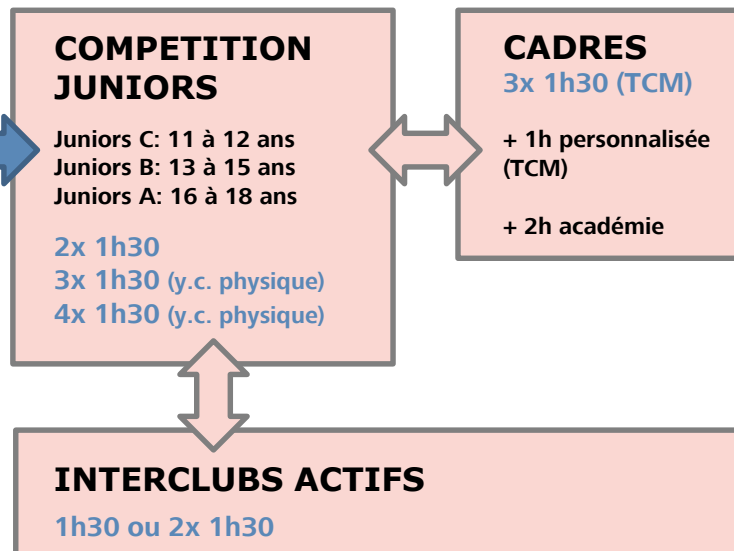 COMPETITION
JUNIORS
Juniors C: 11 à 12 ans
Juniors B: 13 à 15 ans
Juniors A: 16 à 18 ans
2x 1h30
3x 1h30 (y.c. physique)
4x 1h30 (y.c. physique)
CADRES
3x 1h30 (TCM)
+ 1h personnalisée
(TCM)
+ 2h académie
INTERCLUBS ACTIFS
1h30 ou 2x 1h30